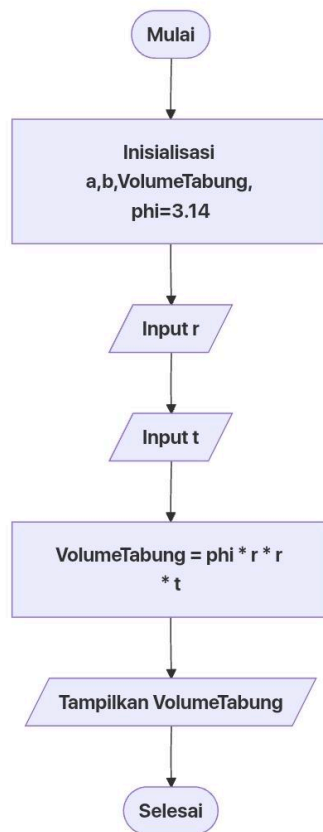 Mulai
Inisialisasi
a,b,VolumeTabung,
phi=3.14
Input r
Input t
VolumeTabung = phi * r * r
* t
Tampilkan VolumeTabung
Selesai